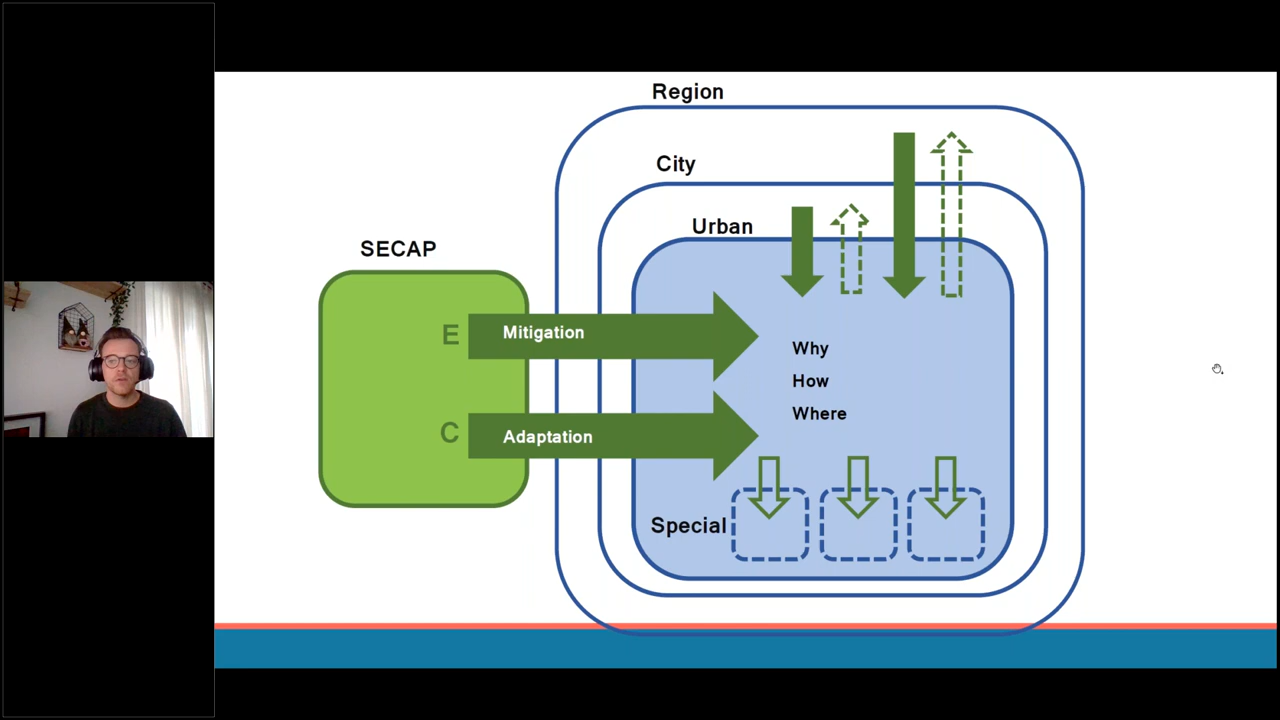 Region
City
Urban
SECAP
E
Mitigation
Why
How
Where
C
Adaptation
Special